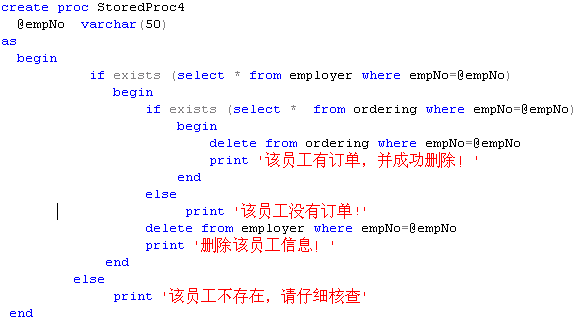 create proc StoredProc4
@empNo varchar(50)
as
begin
if exists (select * from employer where empNo=@empNo)
begin
if exists (select * from ordering where empNo=@empNo)
begin
delete from ordering where empNo=@empNo
print '该员工有订单，并成功删除！'
end
else
print '该员工没有订单!'
delete from employer where empNo=@empNo
print '删除该员工信息！'
end
else
print '该员工不存在，请仔细核查'
end